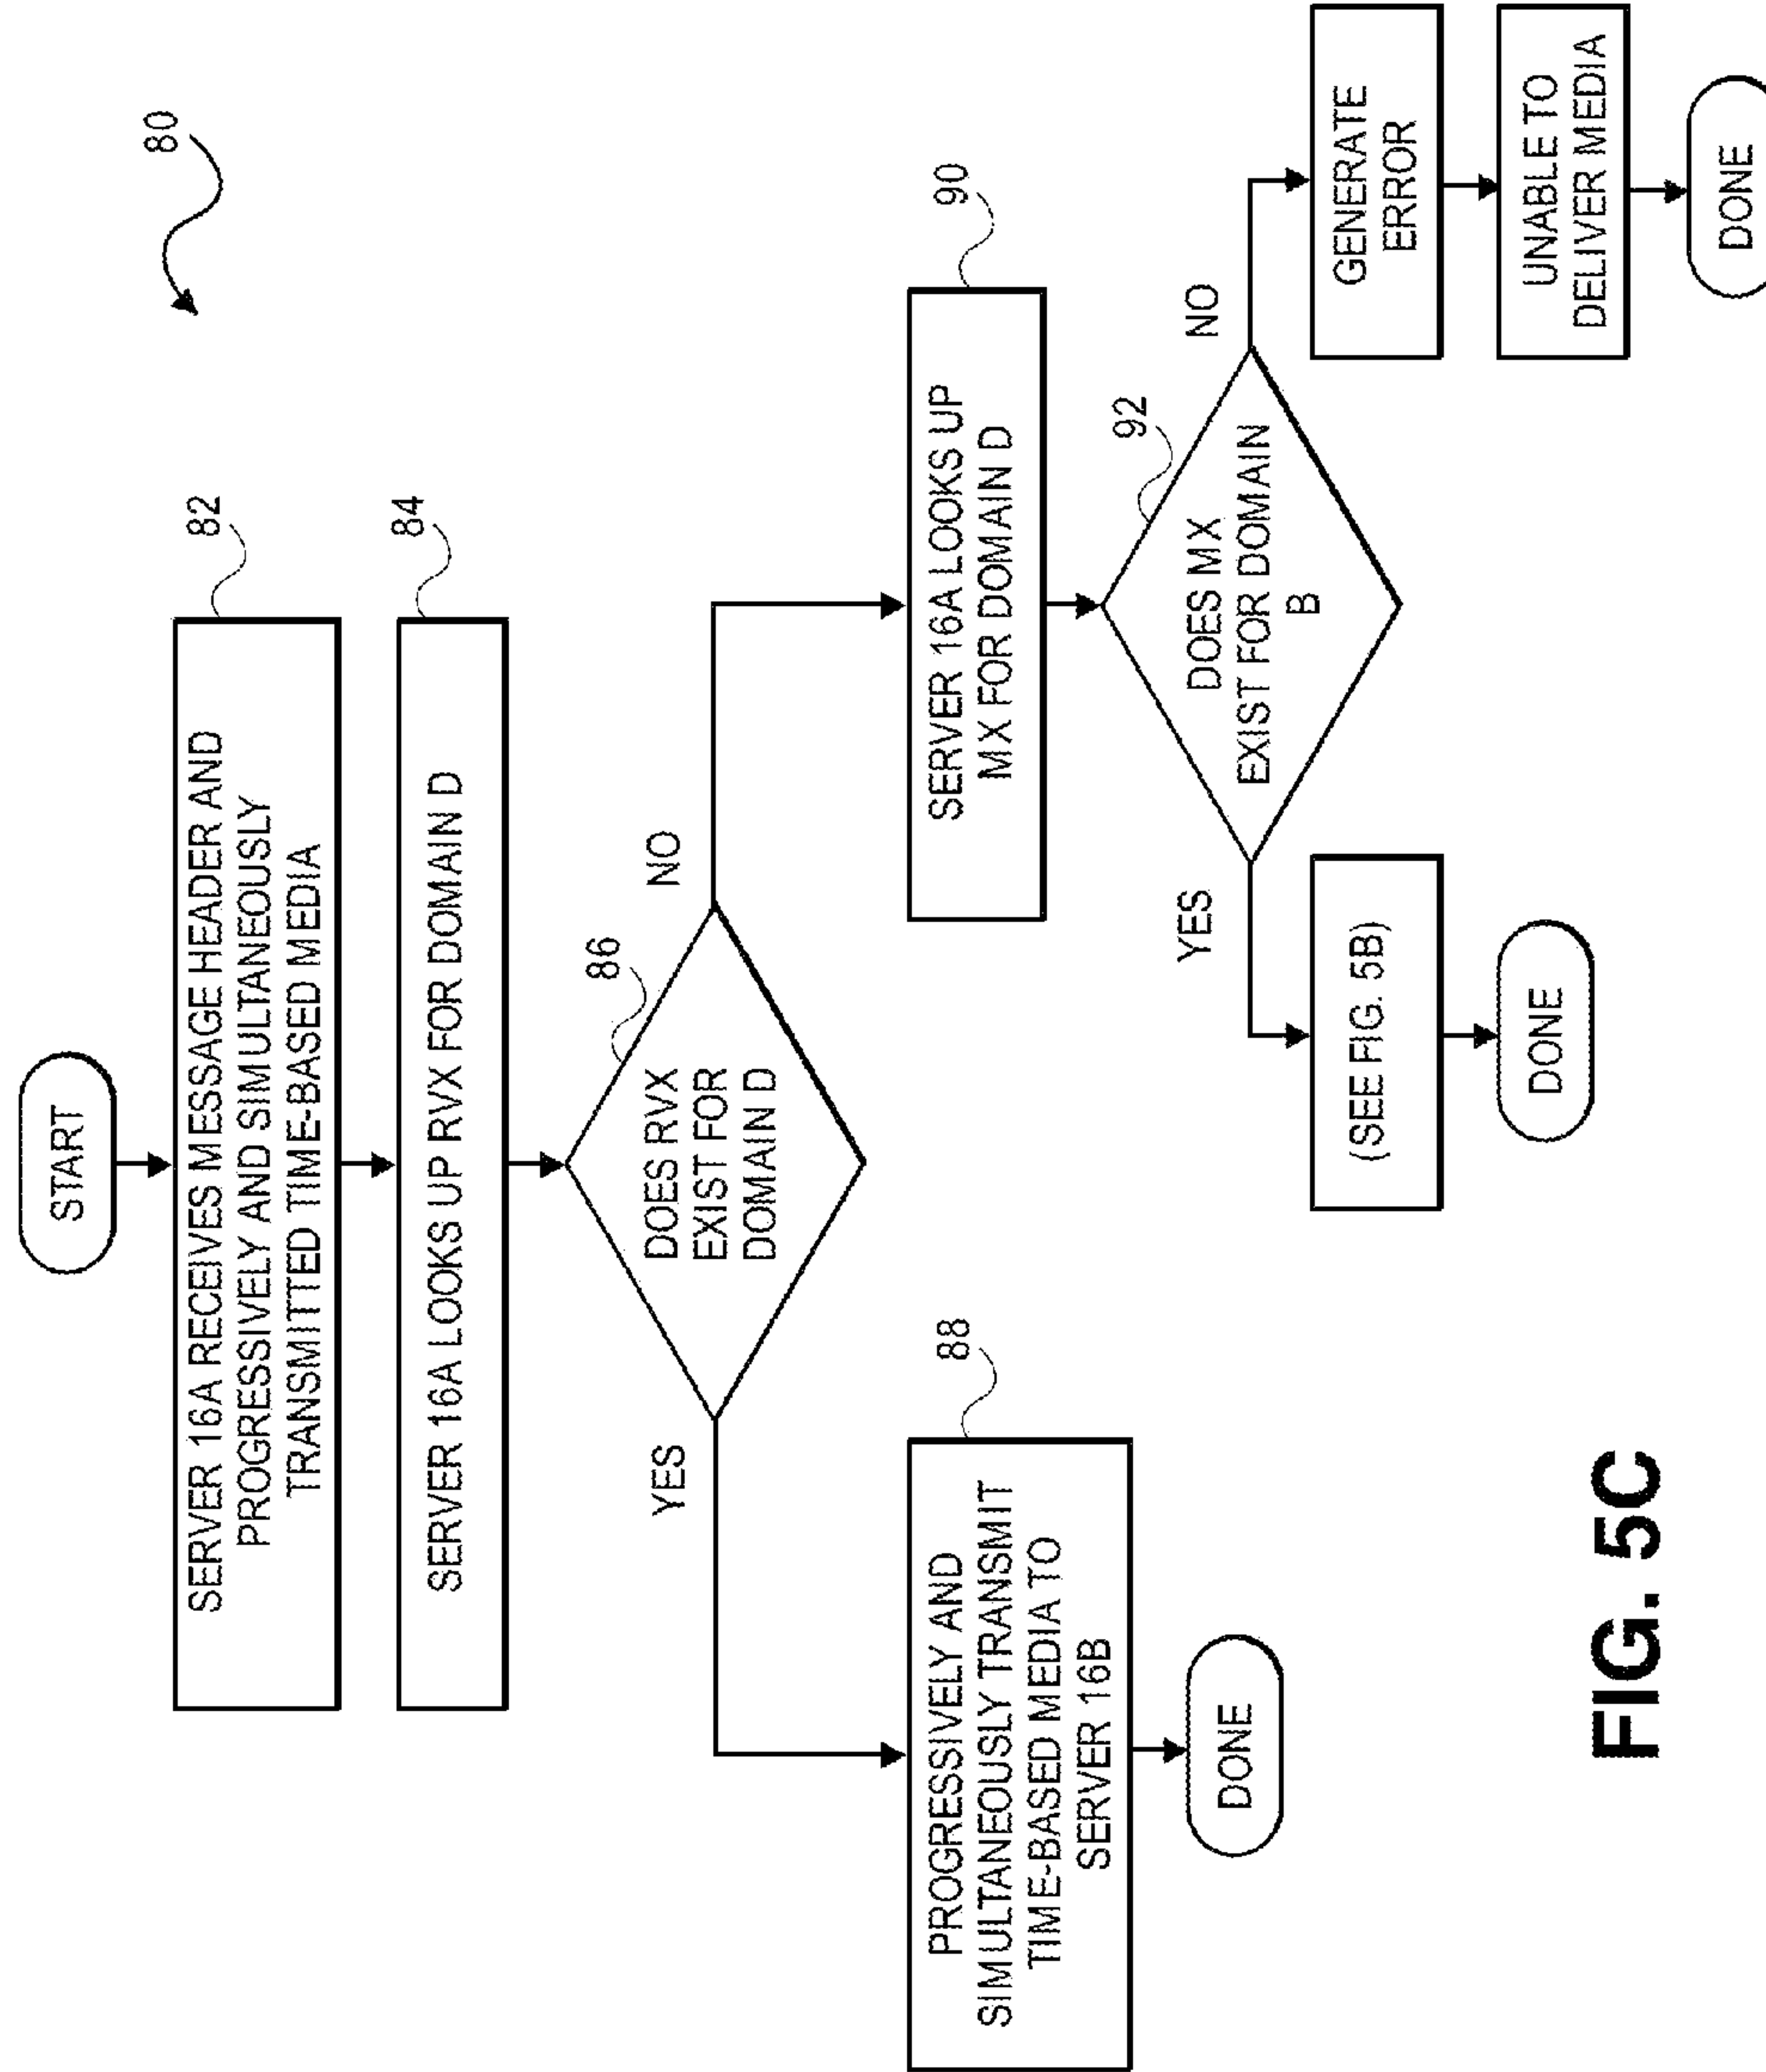 80
START
SERVER 16A RECEIVES MESSAGE HEADER AND
PROGRESSIVELY AND SIMULTANEOUSLY
TRANSMITTED TIME-BASED MEDIA
82
SERVER 16A LOOKS UP RVX FOR DOMAIN D
84
DOES RVX
EXIST FOR
DOMAIN D
86
YES
NO
PROGRESSIVELY AND
SIMULTANEOUSLY TRANSMIT
TIME-BASED MEDIA TO
SERVER 16B
88
DONE
SERVER 16A LOOKS UP
MX FOR DOMAIN D
90
DOES MX
EXIST FOR DOMAIN
B
92
YES
NO
(SEE FIG. 5B)
DONE
GENERATE
ERROR
UNABLE TO
DELIVER MEDIA
DONE
FIG. 5C